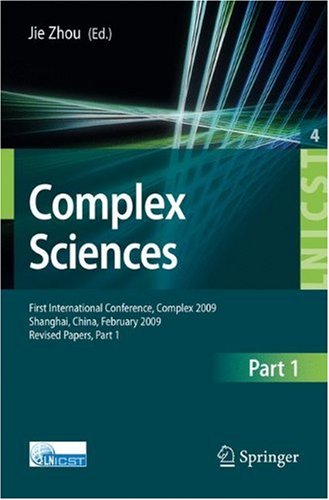 Jie Zhou (Ed.)
4
LNICST
Complex
Sciences
First International Conference, Complex 2009
Shanghai, China, February 2009
Revised Papers, Part 1
Part 1
LNICST
Springer